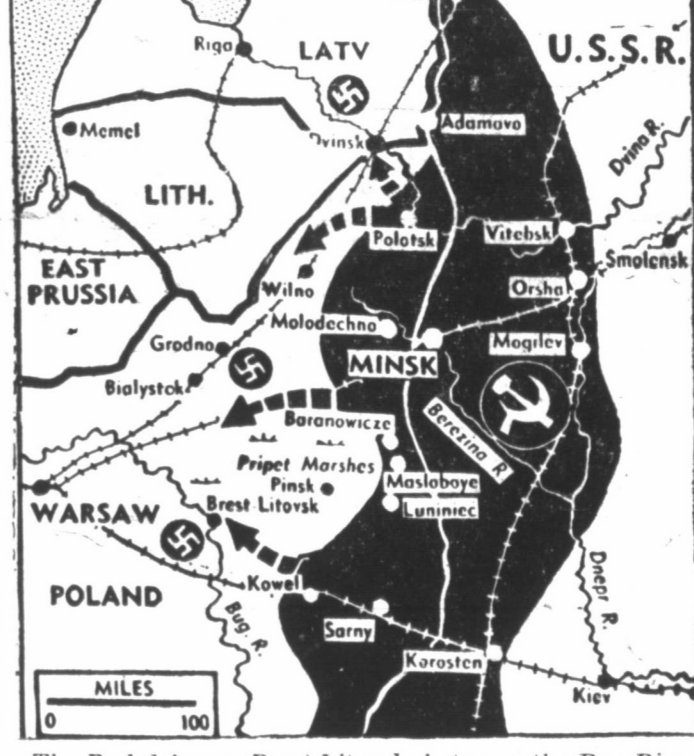 Riga
LATV
U.S.S.R.
Memel
Dvinsk
Adamovo
Dvina R.
LITH.
Polotsk
Vitebsk
Smolensk
EAST
PRUSSIA
Wilno
Orsha
Molodechno
Grodno
Mogilev
MINSK
Bialystok
Baranowicze
Berezina R
Pripet Marshes
Pinsk
Masloboye
Luniniec
WARSAW
Brest Litovsk
Kowel
POLAND
Bug. R.
Dnepr R.
Sarny
Korosten
Kiev
MILES
0 100